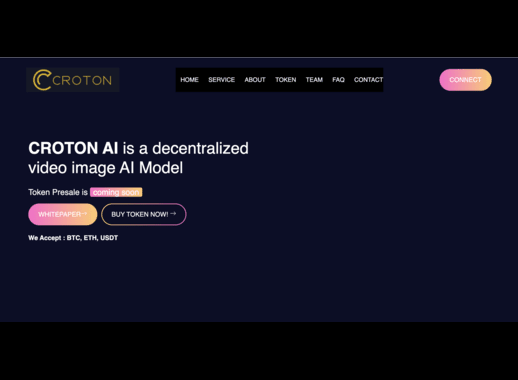 CROTON
HOME SERVICE ABOUT TOKEN TEAM FAQ CONTACT
CONNECT
CROTON AI is a decentralized
video image AI Model
Token Presale is coming soon
WHITEPAPER→ BUY TOKEN NOW! →
We Accept : BTC, ETH, USDT